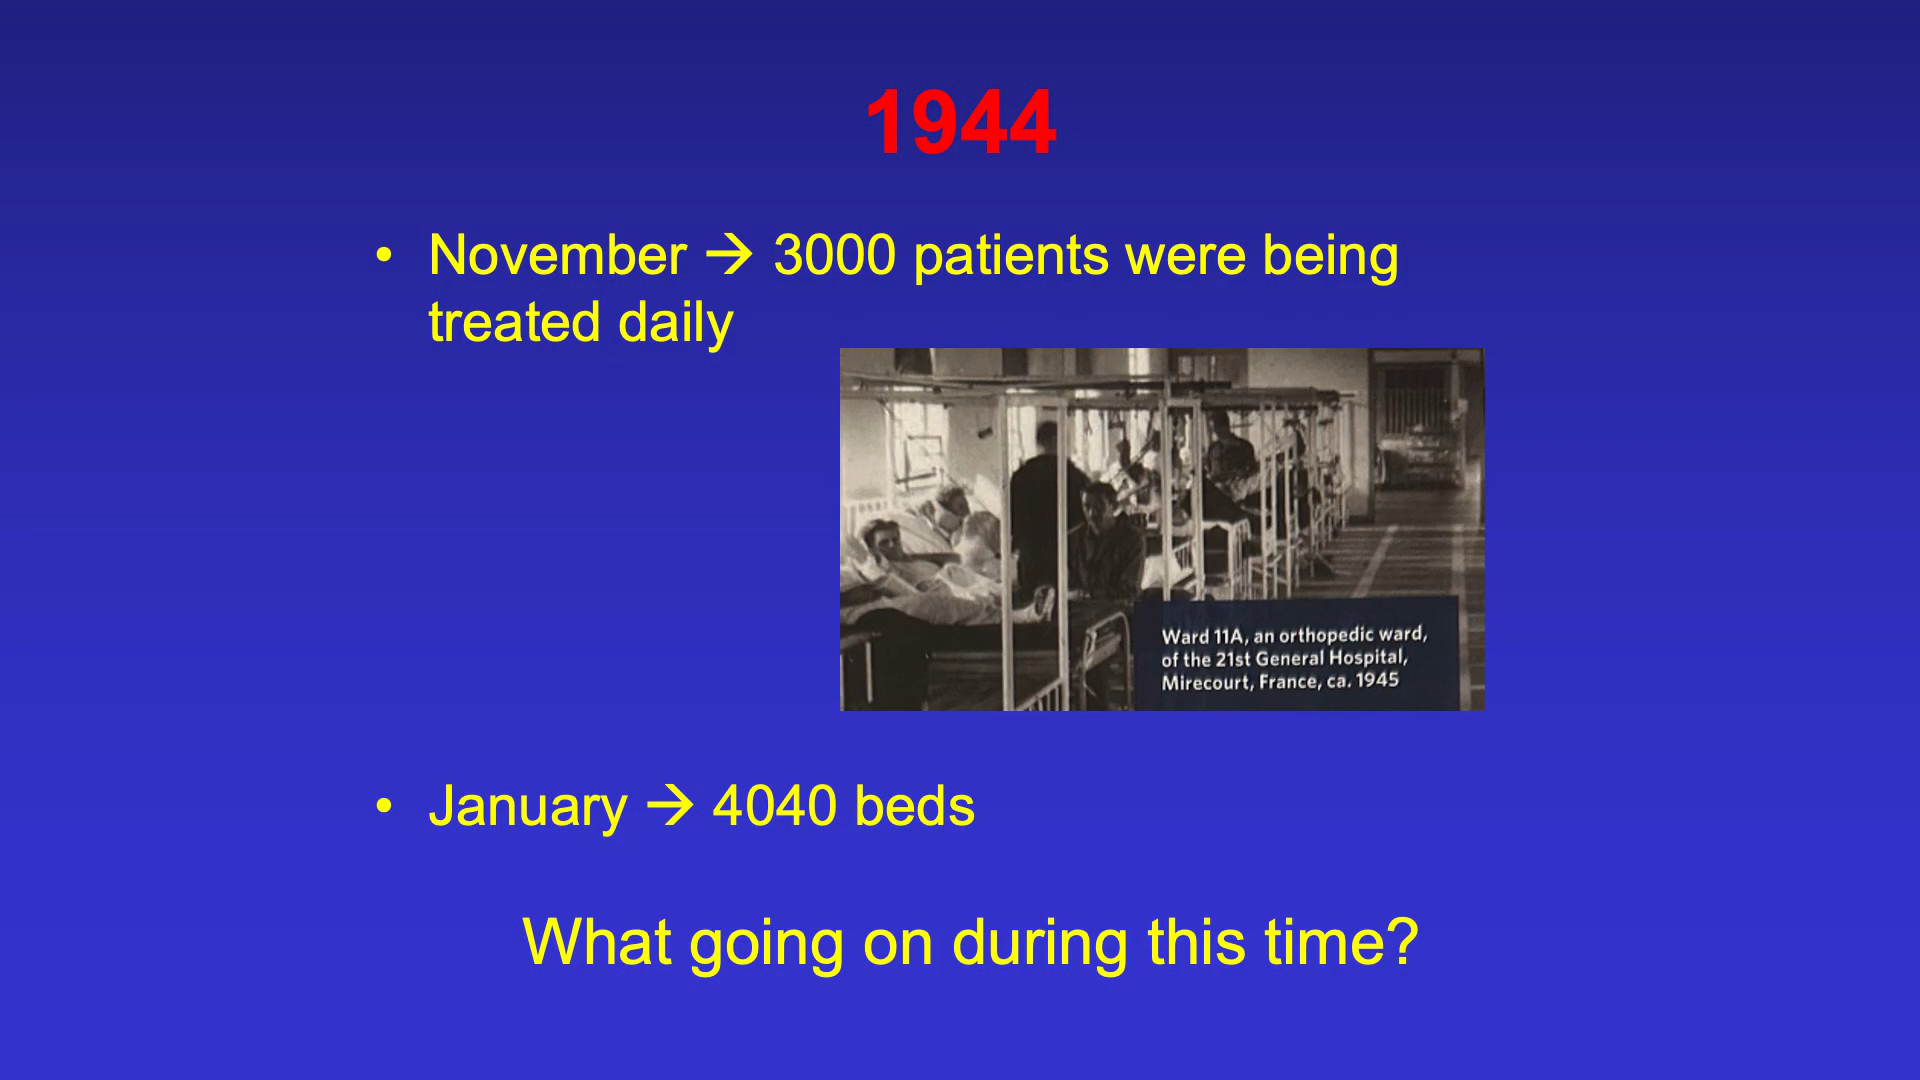 1944
• November → 3000 patients were being
treated daily
Ward 11A, an orthopedic ward,
of the 21st General Hospital,
Mirecourt, France, ca. 1945
• January → 4040 beds
What going on during this time?